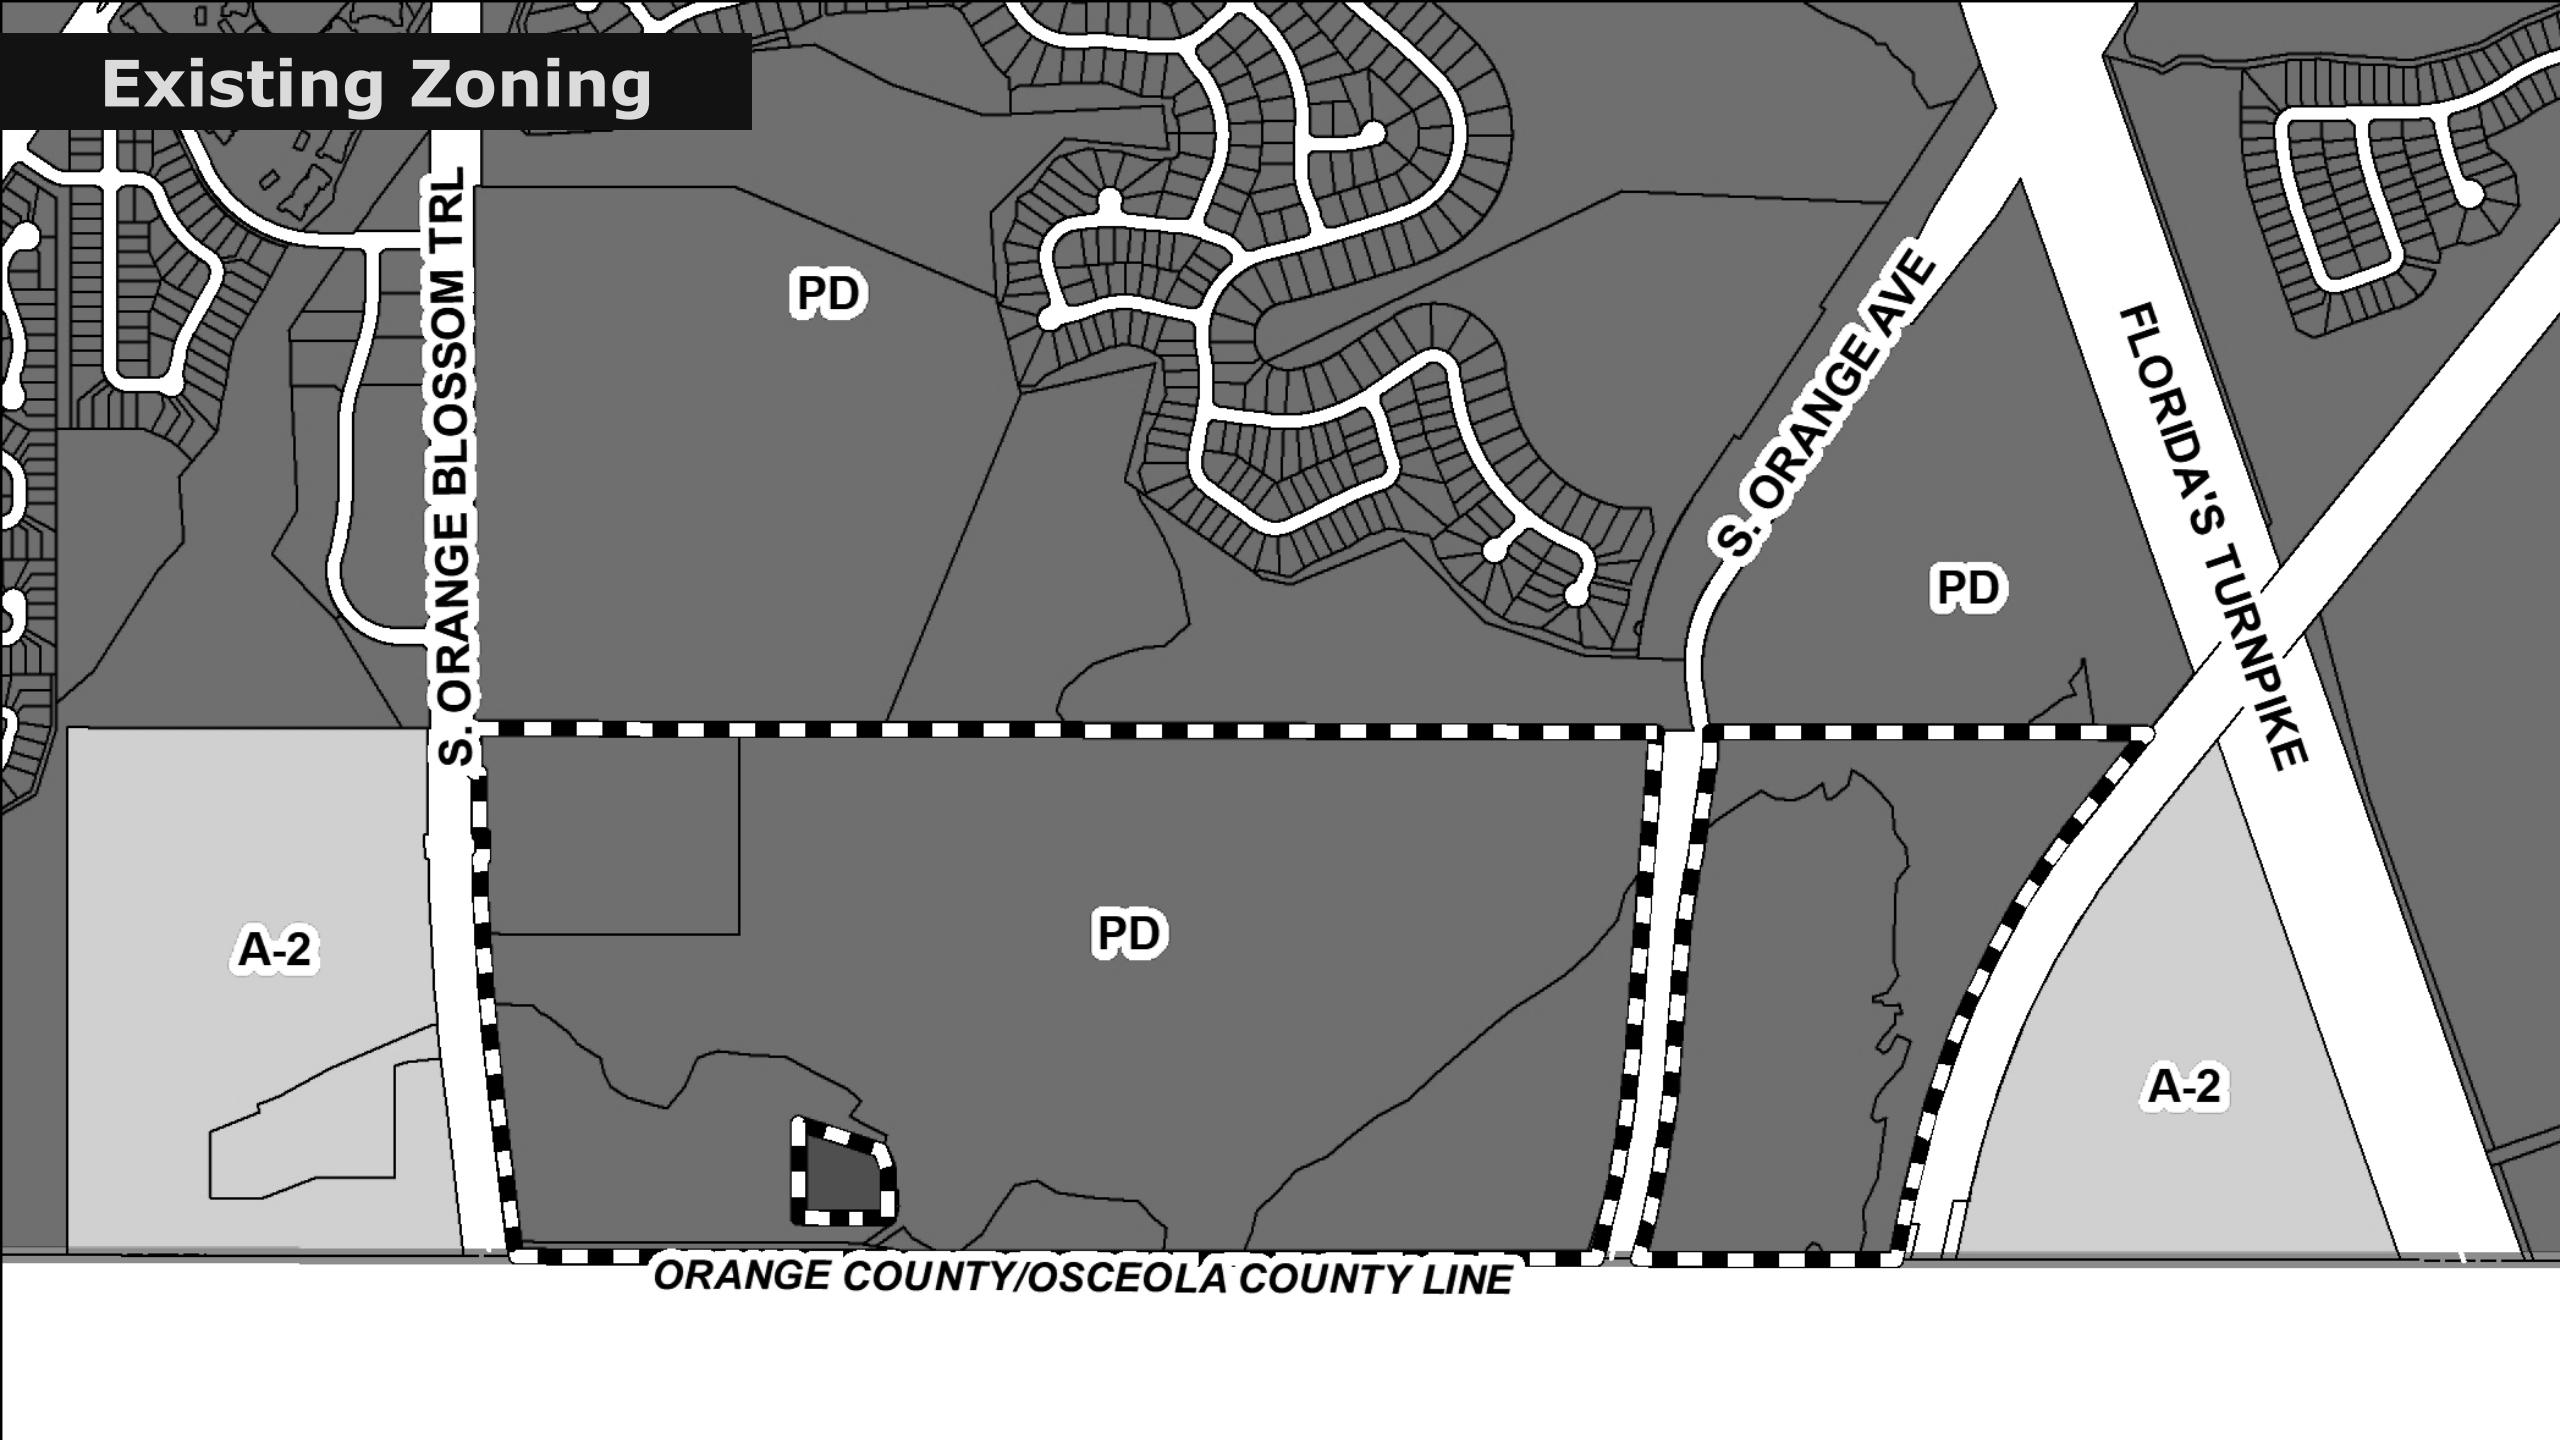 Existing Zoning
S. ORANGE BLOSSOM TRL
PD
S. ORANGE AVE
FLORIDA'S TURNPIKE
PD
A-2
PD
A-2
ORANGE COUNTY/OSCEOLA COUNTY LINE